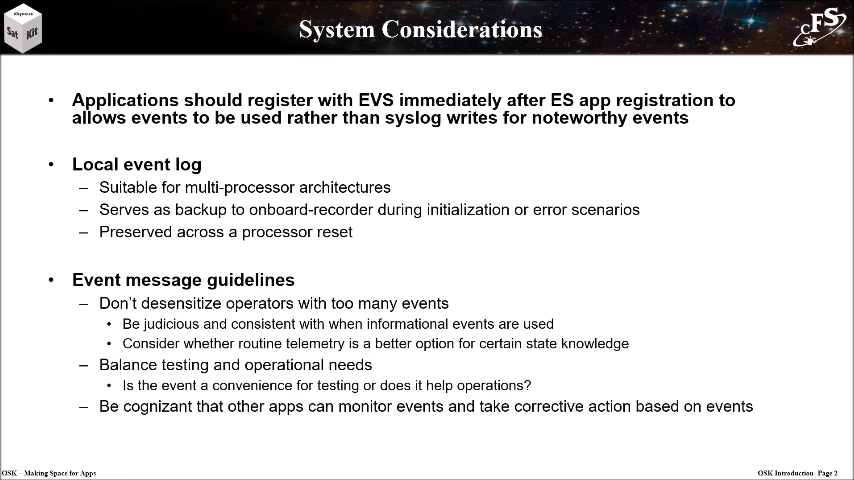 Open
Sat
Kit
System Considerations
cFS
• Applications should register with EVS immediately after ES app registration to
allows events to be used rather than syslog writes for noteworthy events
• Local event log
– Suitable for multi-processor architectures
– Serves as backup to onboard-recorder during initialization or error scenarios
– Preserved across a processor reset
• Event message guidelines
– Don't desensitize operators with too many events
• Be judicious and consistent with when informational events are used
• Consider whether routine telemetry is a better option for certain state knowledge
– Balance testing and operational needs
• Is the event a convenience for testing or does it help operations?
– Be cognizant that other apps can monitor events and take corrective action based on events
OSK – Making Space for Apps
OSK Introduction- Page 2